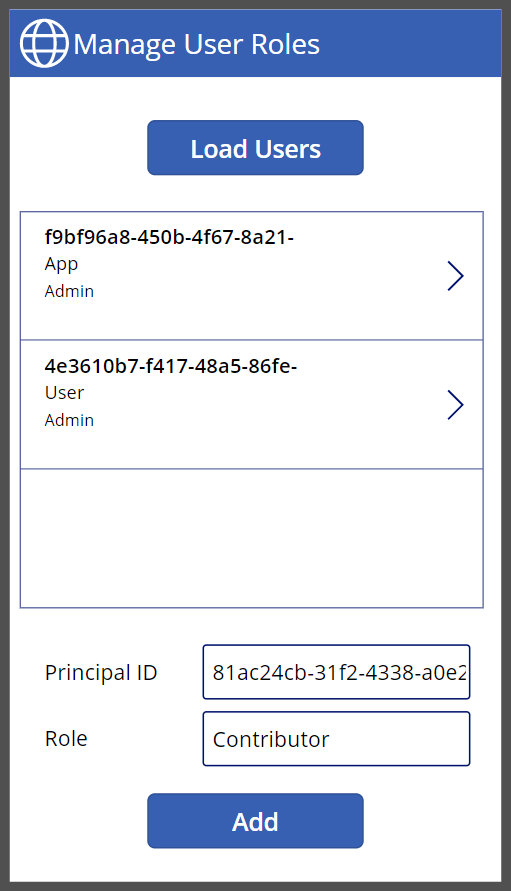 Manage User Roles
Load Users
f9bf96a8-450b-4f67-8a21-
App
Admin
4e3610b7-f417-48a5-86fe-
User
Admin
Principal ID 81ac24cb-31f2-4338-a0e2
Role Contributor
Add